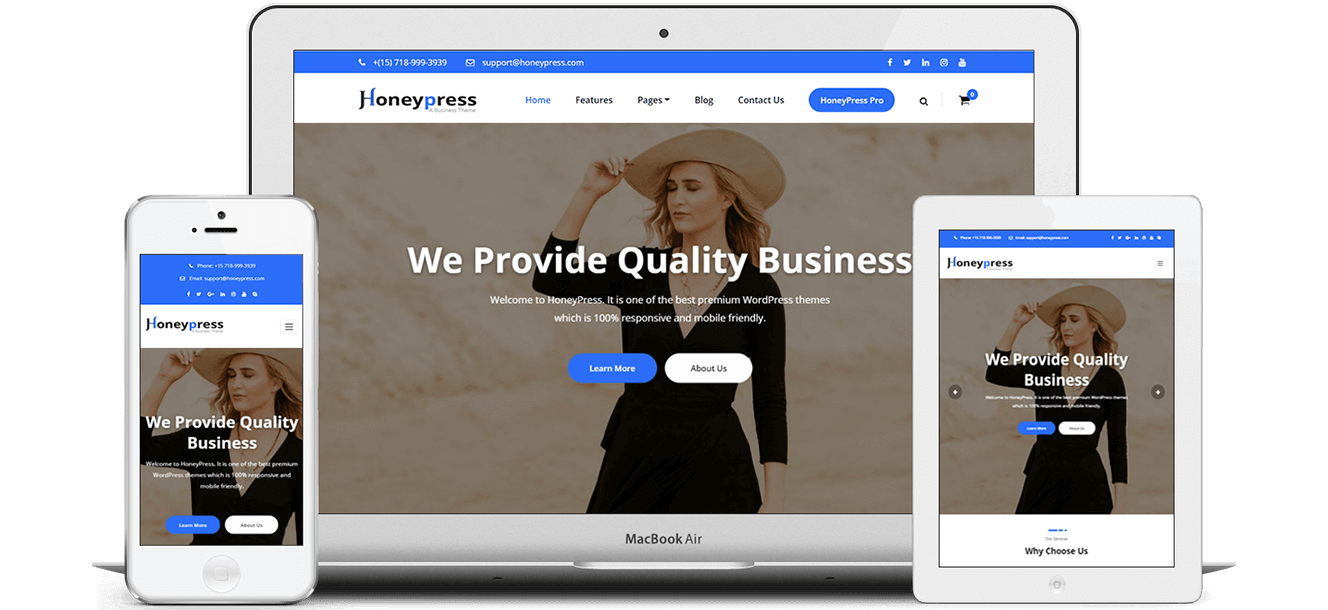 +(15) 718-999-3939 support@honeypress.com
Honeypress
A Business Theme
Home Features Pages Blog Contact Us HoneyPress Pro 0
We Provide Quality Business
Welcome to HoneyPress. It is one of the best premium WordPress themes
which is 100% responsive and mobile friendly.
Learn More About Us
MacBook Air
Phone: +15 718-999-3939
Email: support@honeypress.com
Honeypress
A Business Theme
We Provide Quality
Business
Welcome to HoneyPress. It is one of the best premium
WordPress themes which is 100% responsive and
mobile friendly.
Learn More About Us
Phone: +15 718-999-3939 Email: support@honeypress.com
Honeypress
A Business Theme
We Provide Quality
Business
Welcome to HoneyPress. It is one of the best premium WordPress themes
which is 100% responsive and mobile friendly.
Learn More About Us
Our Services
Why Choose Us